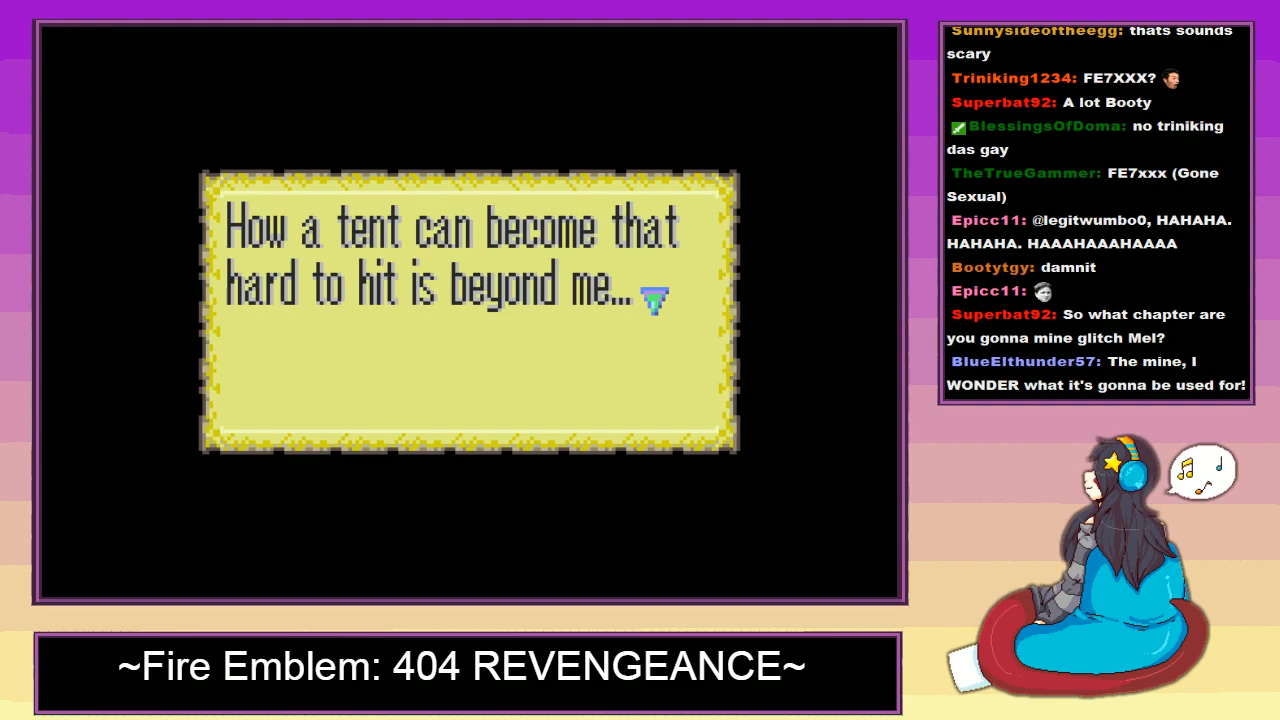 How a tent can become that
hard to hit is beyond me...
~Fire Emblem: 404 REVENGEANCE~
Sunnysideoftheegg: thats sounds
scary
Triniking1234: FE7XXX?
Superbat92: A lot Booty
BlessingsOfDoma: no triniking
das gay
TheTrueGammer: FE7xxx (Gone
Sexual)
Epicc11: @legitwumbo0, HAHAHA.
HAHAHA. HAAAHAAAHAAAA
Bootytgy: damnit
Epicc11:
Superbat92: So what chapter are
you gonna mine glitch Mel?
BlueElthunder57: The mine, I
WONDER what it's gonna be used for!